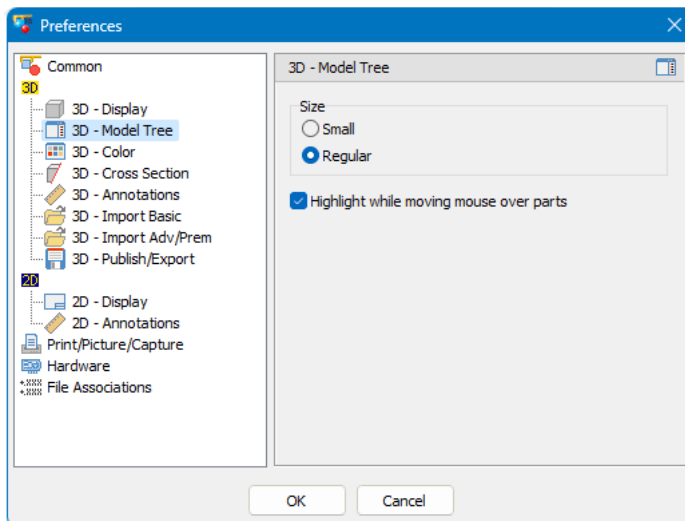 Preferences
Common
3D
3D - Display
3D - Model Tree
3D - Color
3D - Cross Section
3D - Annotations
3D - Import Basic
3D - Import Adv/Prem
3D - Publish/Export
2D
2D - Display
2D - Annotations
Print/Picture/Capture
Hardware
File Associations
3D - Model Tree
Size
Small
Regular
Highlight while moving mouse over parts
OK
Cancel